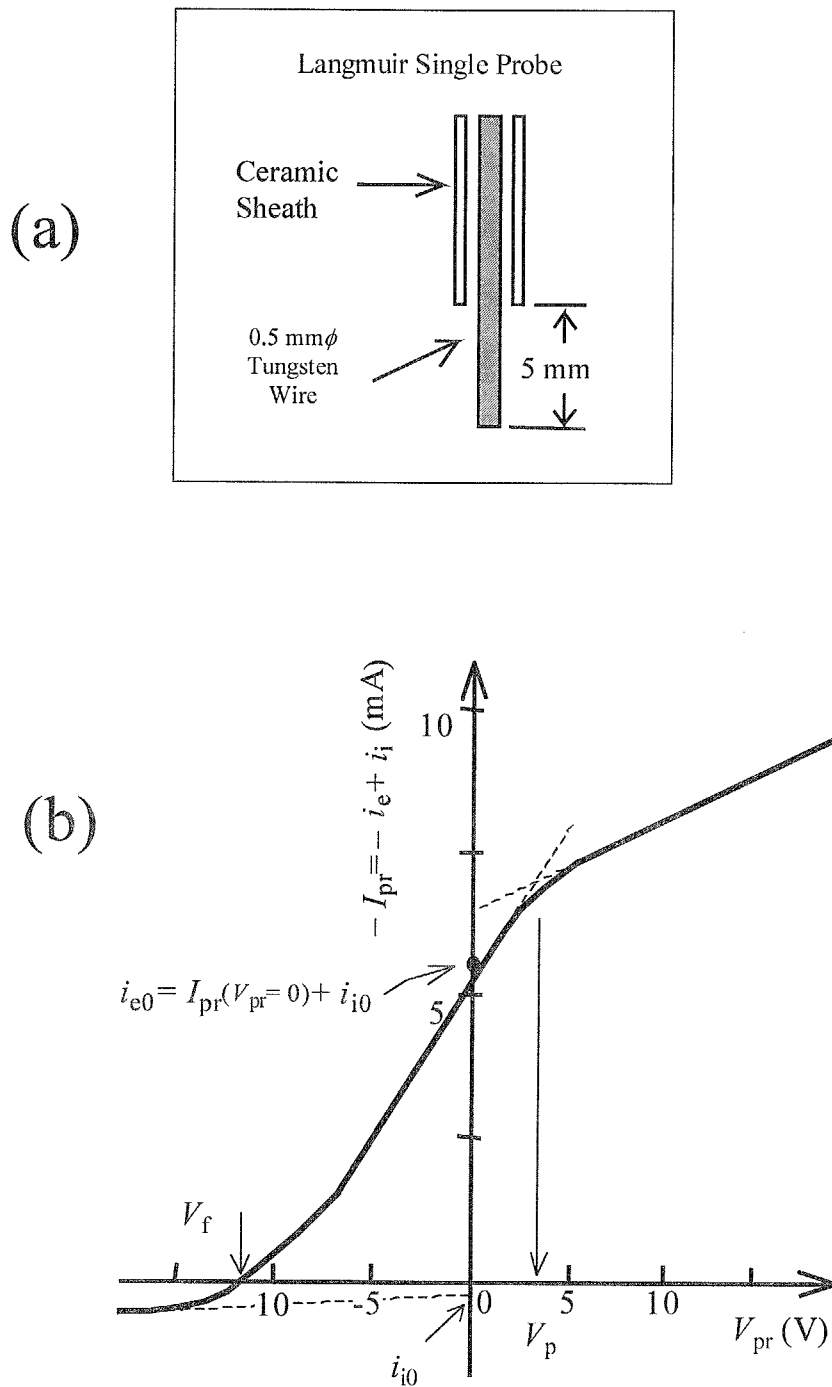 (a)
Langmuir Single Probe
Ceramic
Sheath
0.5 mmϕ
Tungsten
Wire
5 mm
(b)
− I_pr = − i_e + i_i (mA)
10
i_e0 = I_pr(V_pr = 0) + i_i0
5
V_f
-10 -5 0 5 10
V_p
V_pr (V)
i_i0